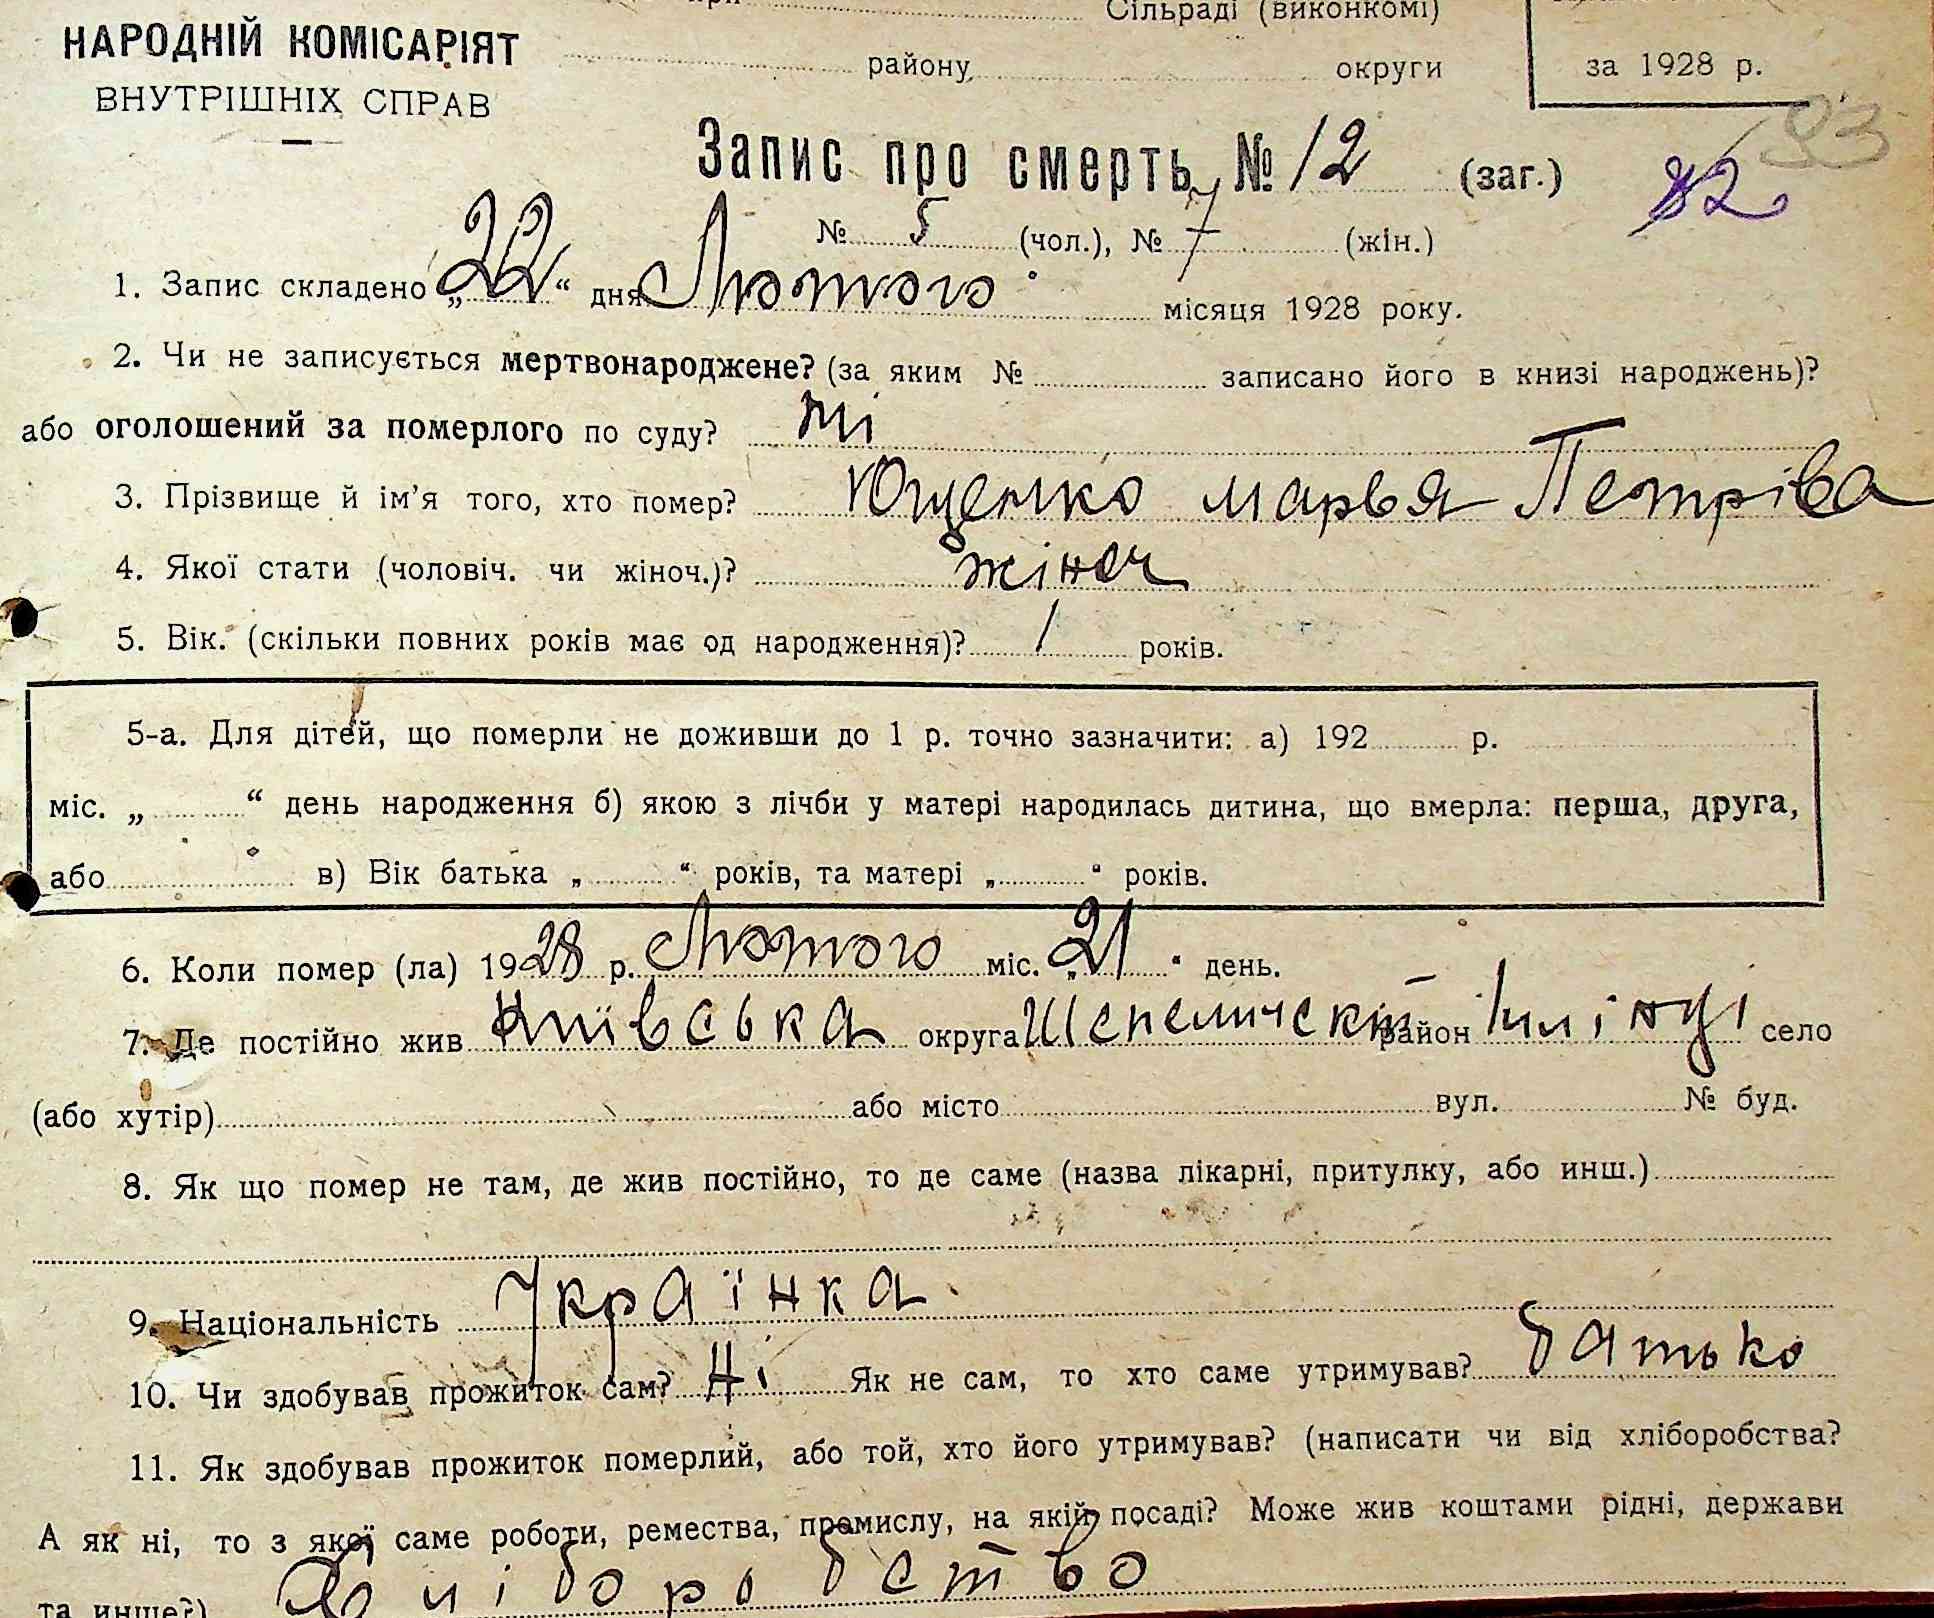 Сільраді (виконкомі)
НАРОДНІЙ КОМІСАРІЯТ
ВНУТРІШНІХ СПРАВ
району округи
за 1928 р.
93
82
Запис про смерть № 12 (заг.)
№ 5 (чол.), № 7 (жін.)
1. Запис складено „22“ дня Лютого місяця 1928 року.
2. Чи не записується мертвонароджене? (за яким № записано його в книзі народжень)?
або оголошений за померлого по суду? ні
3. Прізвище й ім'я того, хто помер? Ющенко Марья Петріва
4. Якої стати (чоловіч. чи жіноч.)? жіноч
5. Вік. (скільки повних років має од народження)? 1 років.
5-а. Для дітей, що померли не доживши до 1 р. точно зазначити: а) 192 р.
міс. „ “ день народження б) якою з лічби у матері народилась дитина, що вмерла: перша, друга,
або в) Вік батька „ “ років, та матері „ “ років.
6. Коли помер (ла) 1928 р. Лютого міс. „21“ день.
7. Де постійно жив Київська округа Шепеличскій район Іллінці село
(або хутір) або місто вул. № буд.
8. Як що помер не там, де жив постійно, то де саме (назва лікарні, притулку, або инш.)
9. Національність Українка
10. Чи здобував прожиток сам? Ні Як не сам, то хто саме утримував? батько
11. Як здобував прожиток померлий, або той, хто його утримував? (написати чи від хліборобства?
А як ні, то з якої саме роботи, ремества, промислу, на якій посаді? Може жив коштами рідні, держави
та инше?) Хліборобство